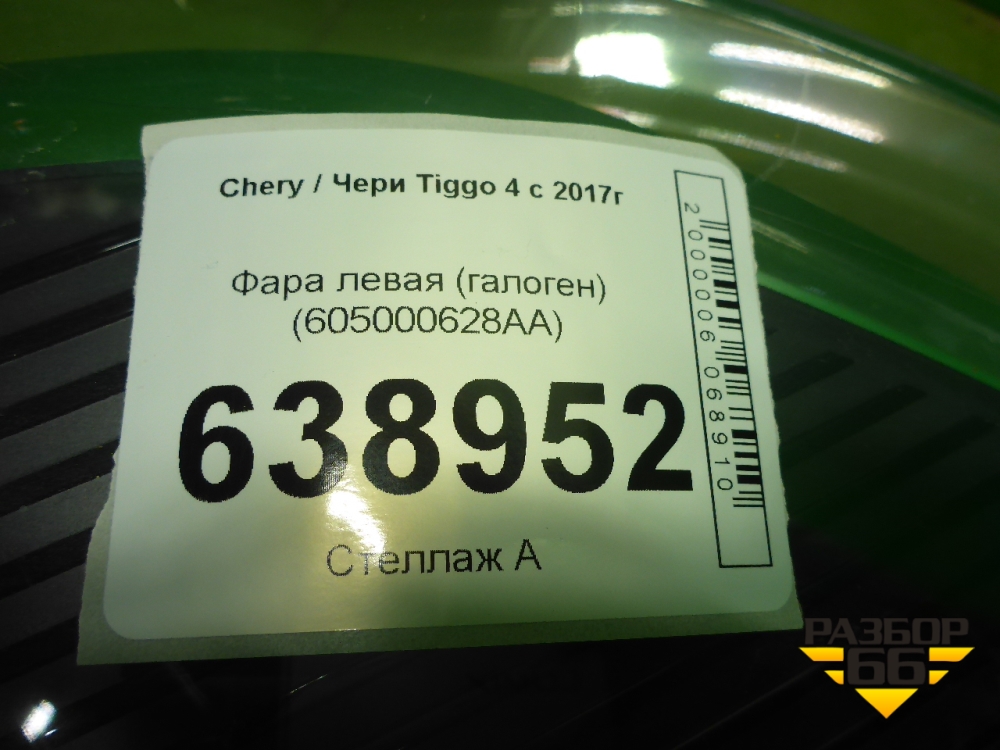 Chery / Чери Tiggo 4 с 2017г
Фара левая (галоген)
(605000628AA)
638952
Стеллаж А
2000006068910
РАЗБОР
66